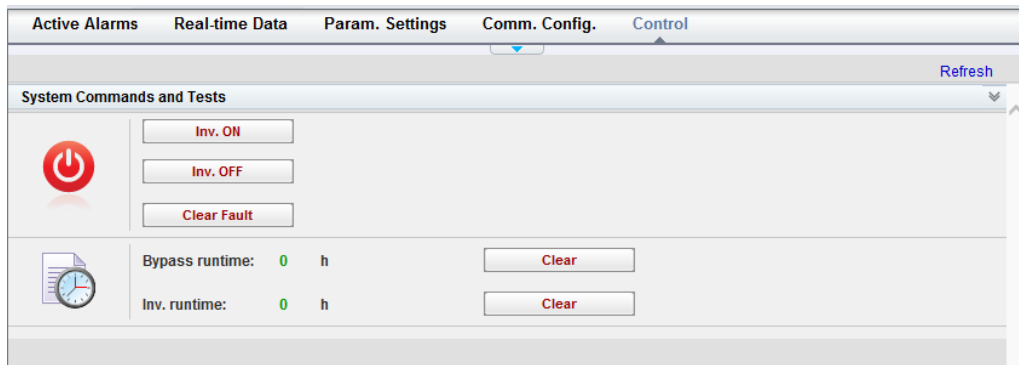 Active Alarms Real-time Data Param. Settings Comm. Config. Control
Refresh
System Commands and Tests
Inv. ON
Inv. OFF
Clear Fault
Bypass runtime: 0 h Clear
Inv. runtime: 0 h Clear